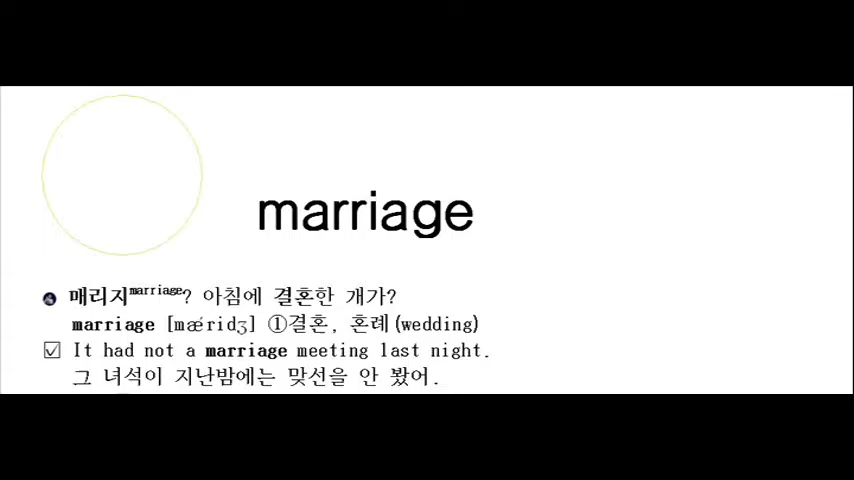 marriage
매리지marriage? 아침에 결혼한 개가?
marriage [mǽridʒ] ①결혼, 혼례(wedding)
☑ It had not a marriage meeting last night.
그 녀석이 지난밤에는 맞선을 안 봤어.